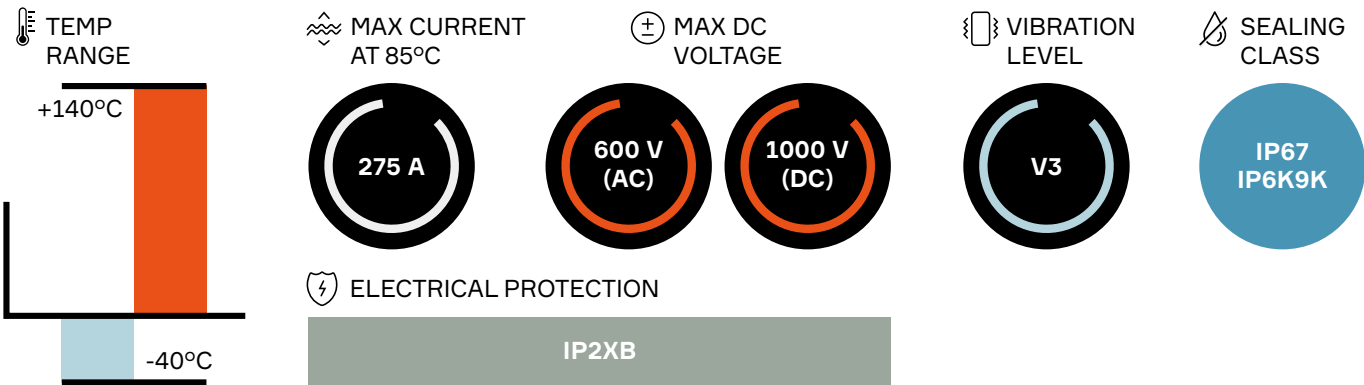 TEMP
RANGE
+140°C
-40°C
MAX CURRENT
AT 85°C
275 A
MAX DC
VOLTAGE
600 V
(AC)
1000 V
(DC)
VIBRATION
LEVEL
V3
SEALING
CLASS
IP67
IP6K9K
ELECTRICAL PROTECTION
IP2XB